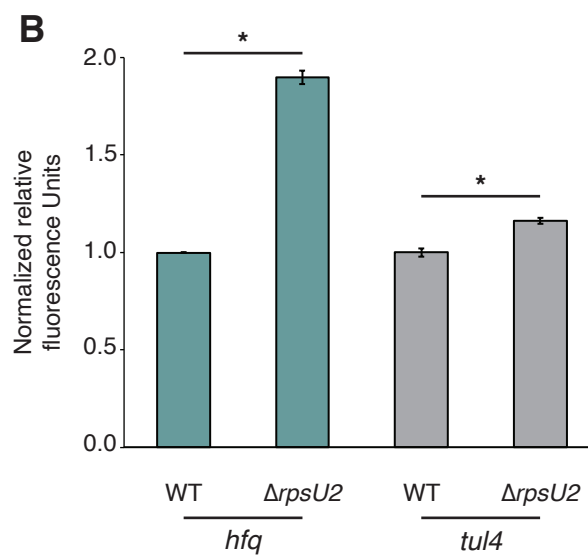 B
*
2.0
1.5
*
1.0
0.5
0.0
Normalized relative
fluorescence Units
WT ΔrpsU2 WT ΔrpsU2
hfq tul4